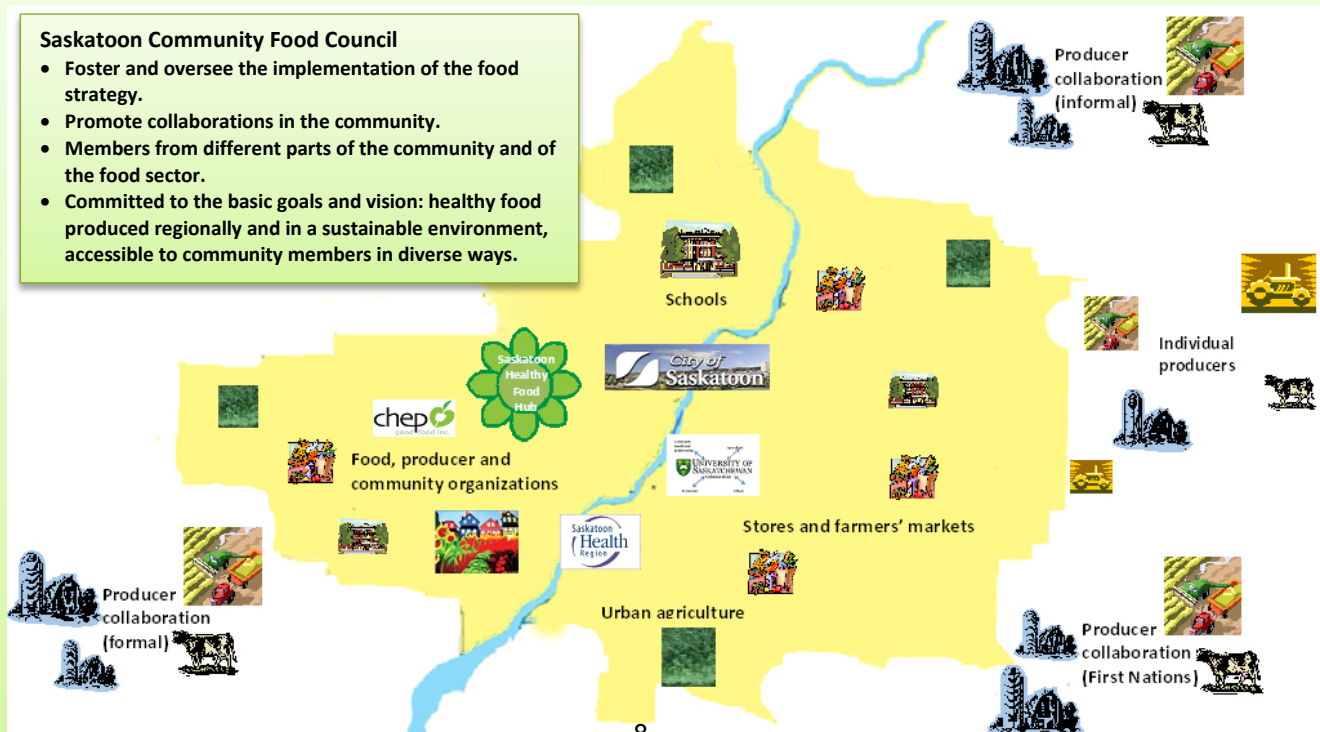 Saskatoon Community Food Council
• Foster and oversee the implementation of the food
strategy.
• Promote collaborations in the community.
• Members from different parts of the community and of
the food sector.
• Committed to the basic goals and vision: healthy food
produced regionally and in a sustainable environment,
accessible to community members in diverse ways.
Producer
collaboration
(informal)
Schools
Individual
producers
Saskatoon
Healthy
Food
Hub
City of
Saskatoon
chep
good food inc.
Food, producer and
community organizations
UNIVERSITY OF
SASKATCHEWAN
Stores and farmers' markets
Saskatoon
Health
Region
Producer
collaboration
(formal)
Urban agriculture
Producer
collaboration
(First Nations)